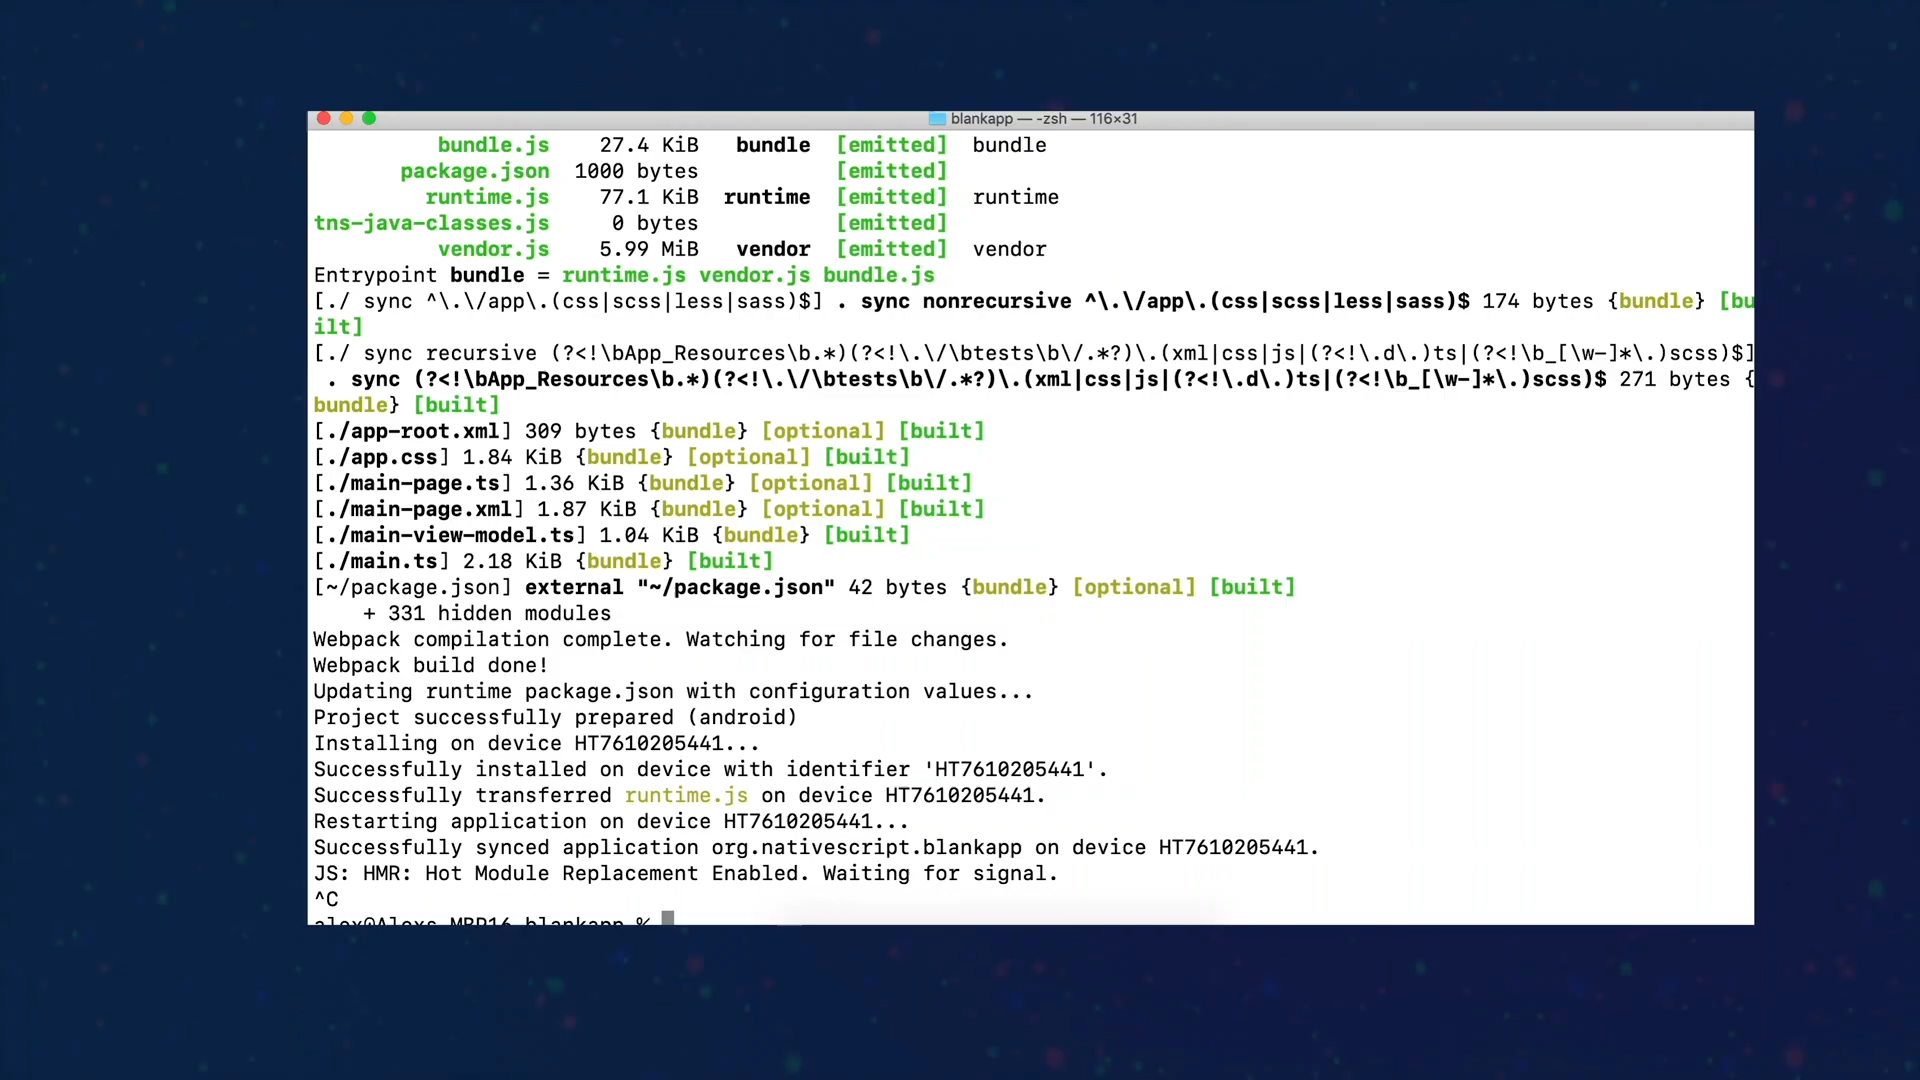 blankapp — -zsh — 116×31
bundle.js 27.4 KiB bundle [emitted] bundle
package.json 1000 bytes [emitted]
runtime.js 77.1 KiB runtime [emitted] runtime
tns-java-classes.js 0 bytes [emitted]
vendor.js 5.99 MiB vendor [emitted] vendor
Entrypoint bundle = runtime.js vendor.js bundle.js
[./ sync ^\.\/app\.(css|scss|less|sass)$] . sync nonrecursive ^\.\/app\.(css|scss|less|sass)$ 174 bytes {bundle} [bu
ilt]
[./ sync recursive (?<!\bApp_Resources\b.*)(?<!\.\/\btests\b\/.*?)\.(xml|css|js|(?<!\.d\.)ts|(?<!\b_[\w-]*\.)scss)$]
. sync (?<!\bApp_Resources\b.*)(?<!\.\/\btests\b\/.*?)\.(xml|css|js|(?<!\.d\.)ts|(?<!\b_[\w-]*\.)scss)$ 271 bytes {
bundle} [built]
[./app-root.xml] 309 bytes {bundle} [optional] [built]
[./app.css] 1.84 KiB {bundle} [optional] [built]
[./main-page.ts] 1.36 KiB {bundle} [optional] [built]
[./main-page.xml] 1.87 KiB {bundle} [optional] [built]
[./main-view-model.ts] 1.04 KiB {bundle} [built]
[./main.ts] 2.18 KiB {bundle} [built]
[~/package.json] external "~/package.json" 42 bytes {bundle} [optional] [built]
+ 331 hidden modules
Webpack compilation complete. Watching for file changes.
Webpack build done!
Updating runtime package.json with configuration values...
Project successfully prepared (android)
Installing on device HT7610205441...
Successfully installed on device with identifier 'HT7610205441'.
Successfully transferred runtime.js on device HT7610205441.
Restarting application on device HT7610205441...
Successfully synced application org.nativescript.blankapp on device HT7610205441.
JS: HMR: Hot Module Replacement Enabled. Waiting for signal.
^C
alex@Alexs-MBP16 blankapp %